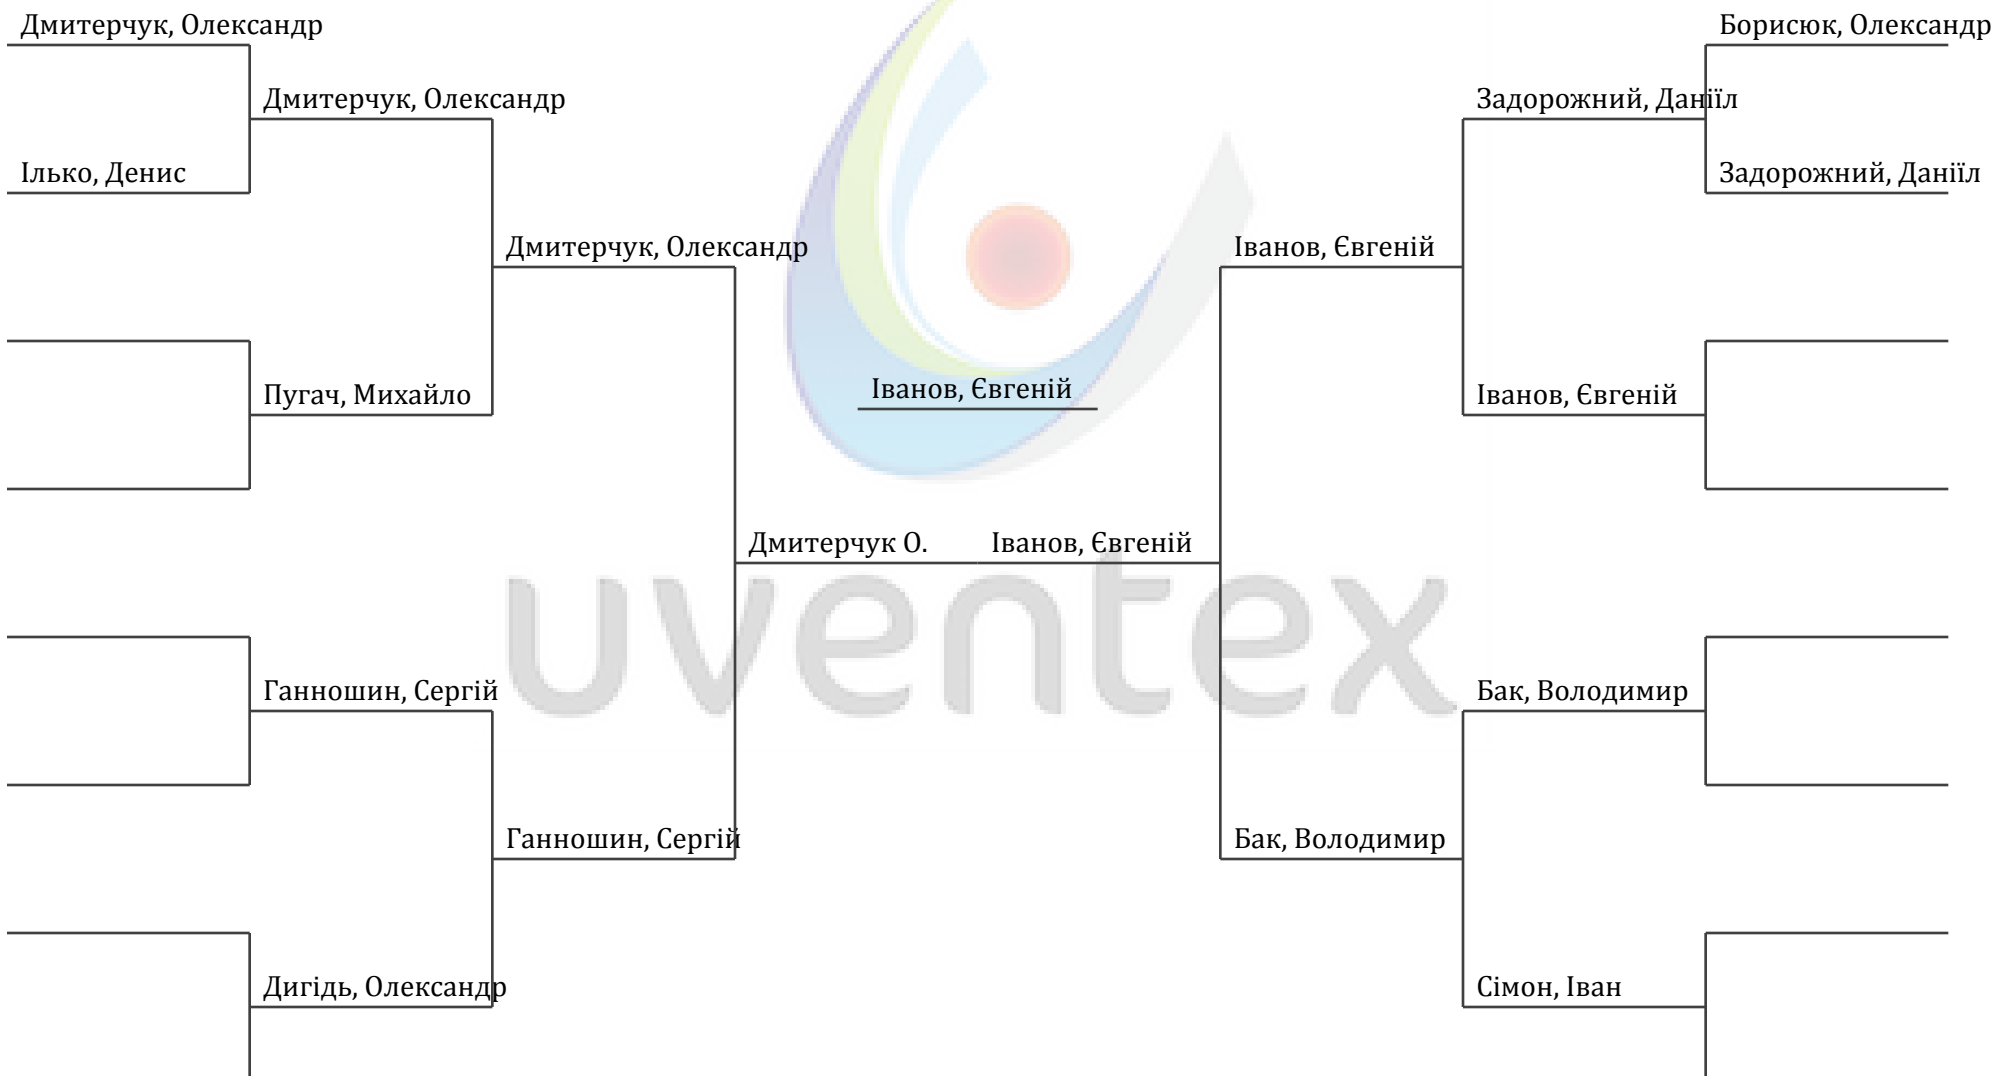 Дмитерчук, Олександр
Борисюк, Олександр
Дмитерчук, Олександр
Задорожний, Даніїл
Ілько, Денис
Задорожний, Даніїл
Дмитерчук, Олександр
Іванов, Євгеній
Пугач, Михайло
Іванов, Євгеній
Іванов, Євгеній
Дмитерчук О.
Іванов, Євгеній
uventex
Ганношин, Сергій
Бак, Володимир
Ганношин, Сергій
Бак, Володимир
Дигідь, Олександр
Сімон, Іван